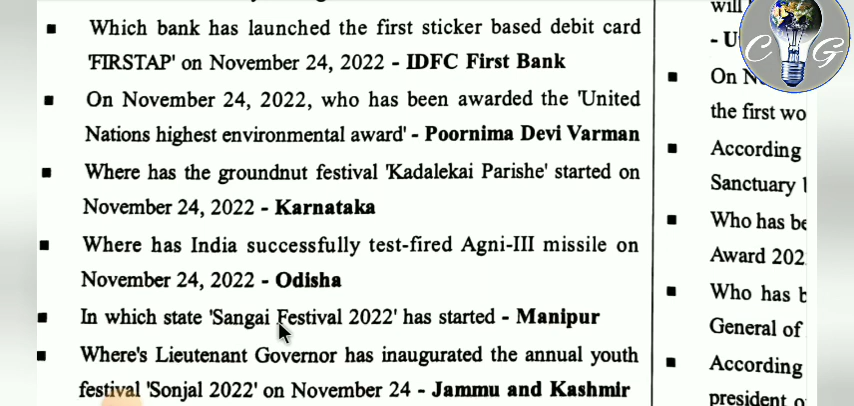 Which bank has launched the first sticker based debit card
'FIRSTAP' on November 24, 2022 - IDFC First Bank
On November 24, 2022, who has been awarded the 'United
Nations highest environmental award' - Poornima Devi Varman
Where has the groundnut festival 'Kadalekai Parishe' started on
November 24, 2022 - Karnataka
Where has India successfully test-fired Agni-III missile on
November 24, 2022 - Odisha
In which state 'Sangai Festival 2022' has started - Manipur
Where's Lieutenant Governor has inaugurated the annual youth
festival 'Sonjal 2022' on November 24 - Jammu and Kashmir
will
- U
On N
the first wo
According
Sanctuary
Who has be
Award 202
Who has b
General of
According
president o
C G